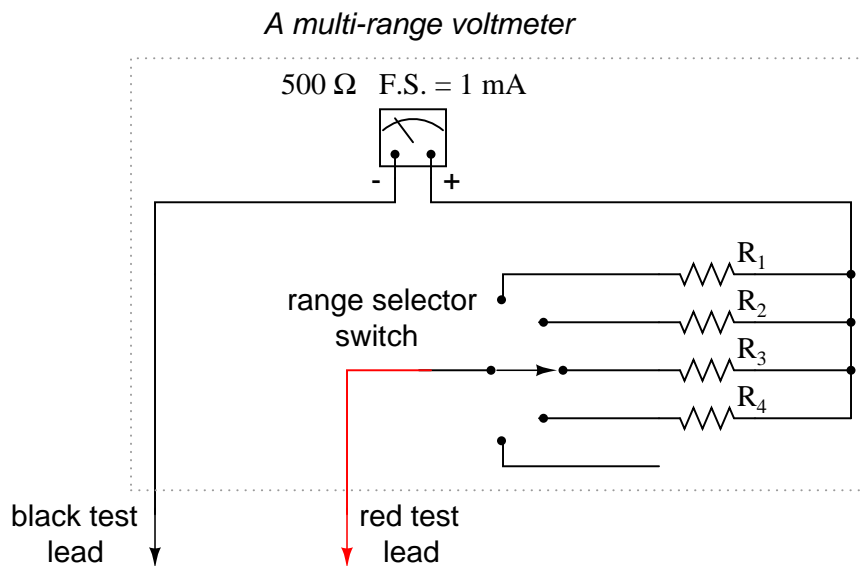 A multi-range voltmeter
500 Ω F.S. = 1 mA
- +
R1
range selector
switch
R2
R3
R4
black test
lead
red test
lead